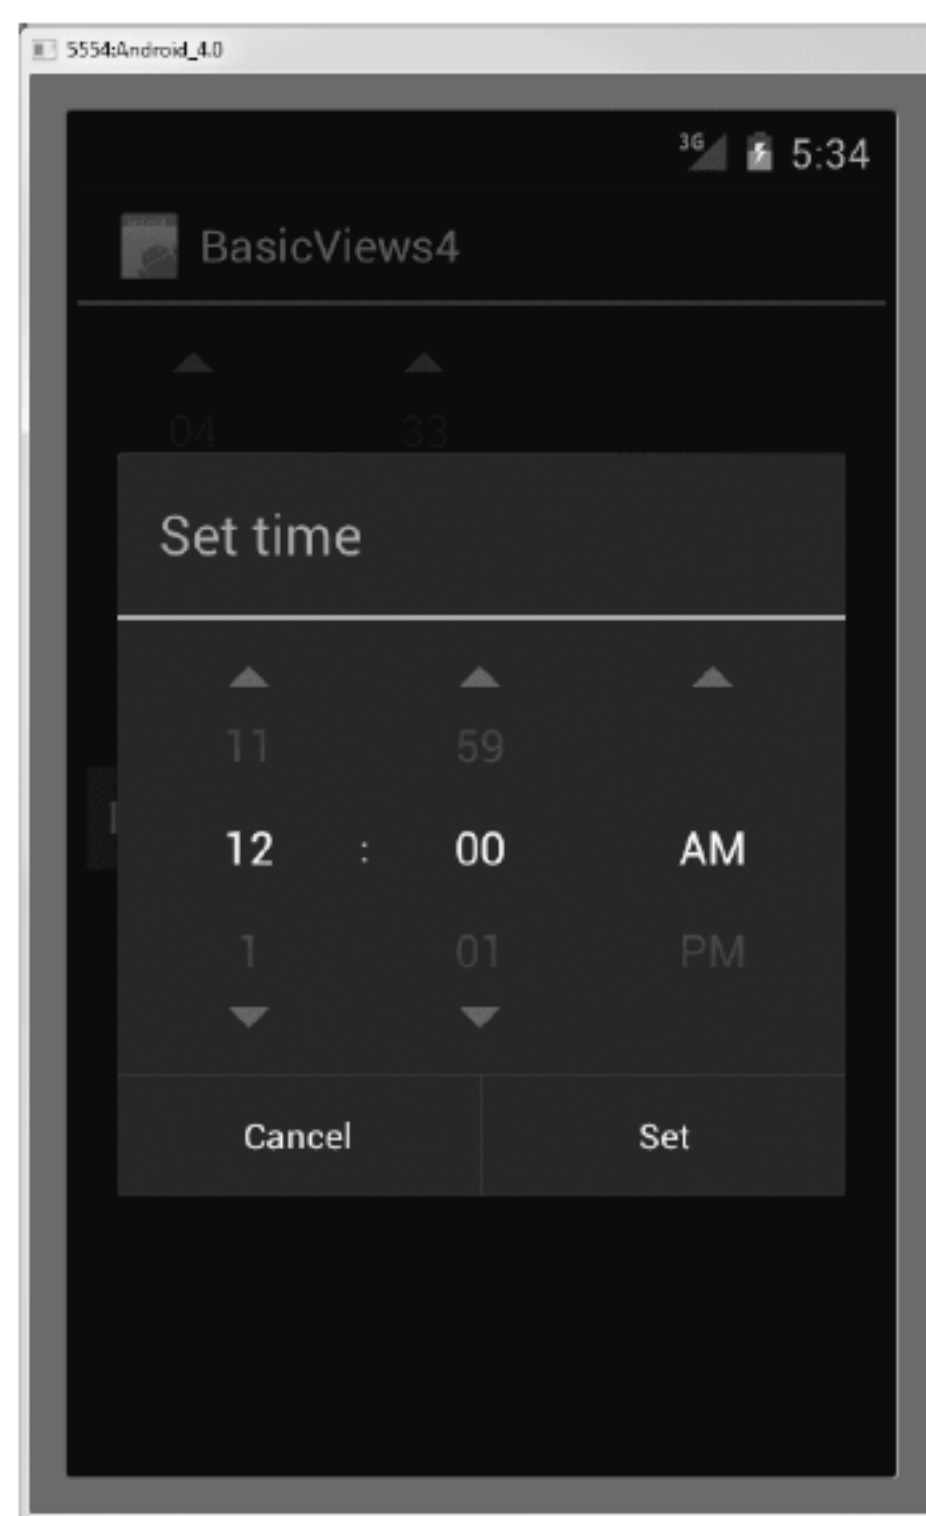 5554:Android_4.0
3G 5:34
BasicViews4
04 33
Set time
11 59
12 : 00 AM
1 01 PM
Cancel Set